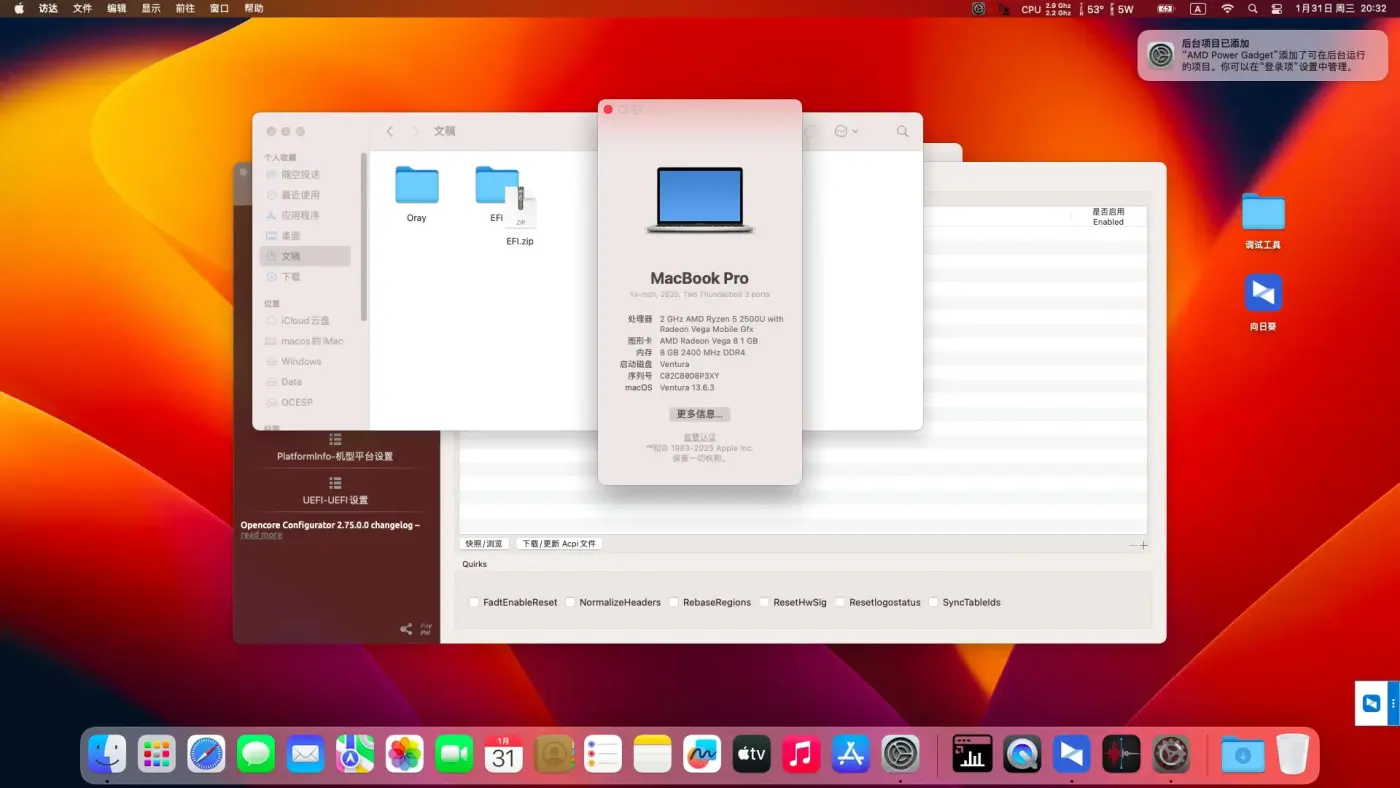 访达 文件 编辑 显示 前往 窗口 帮助
CPU 2.9 Ghz 2.2 Ghz 53° 5W A 1月31日 周三 20:32
后台项目已添加
“AMD Power Gadget”添加了可在后台运行
的项目。你可以在“登录项”设置中管理。
文稿
个人收藏
隔空投送
最近使用
应用程序
桌面
文稿
下载
位置
iCloud 云盘
macos的iMac
Windows
Data
OCESP
Oray
EFI
ZIP
EFI.zip
MacBook Pro
处理器 2 GHz AMD Ryzen 5 2500U with
Radeon Vega Mobile Gfx
图形卡 AMD Radeon Vega 8 1 GB
内存 8 GB 2400 MHz DDR4
启动磁盘 Ventura
序列号 C02C80D8P3XY
macOS Ventura 13.6.3
更多信息...
监管认证
™和© 1983-2023 Apple Inc.
保留一切权利。
是否启用
Enabled
调试工具
向日葵
PlatformInfo-机型平台设置
UEFI-UEFI 设置
Opencore Configurator 2.75.0.0 changelog –
read more
Pay
Pal
快照/浏览 下载/更新 Acpi文件
Quirks
FadtEnableReset NormalizeHeaders RebaseRegions ResetHwSig Resetlogostatus SyncTableIds
1月
31
tv